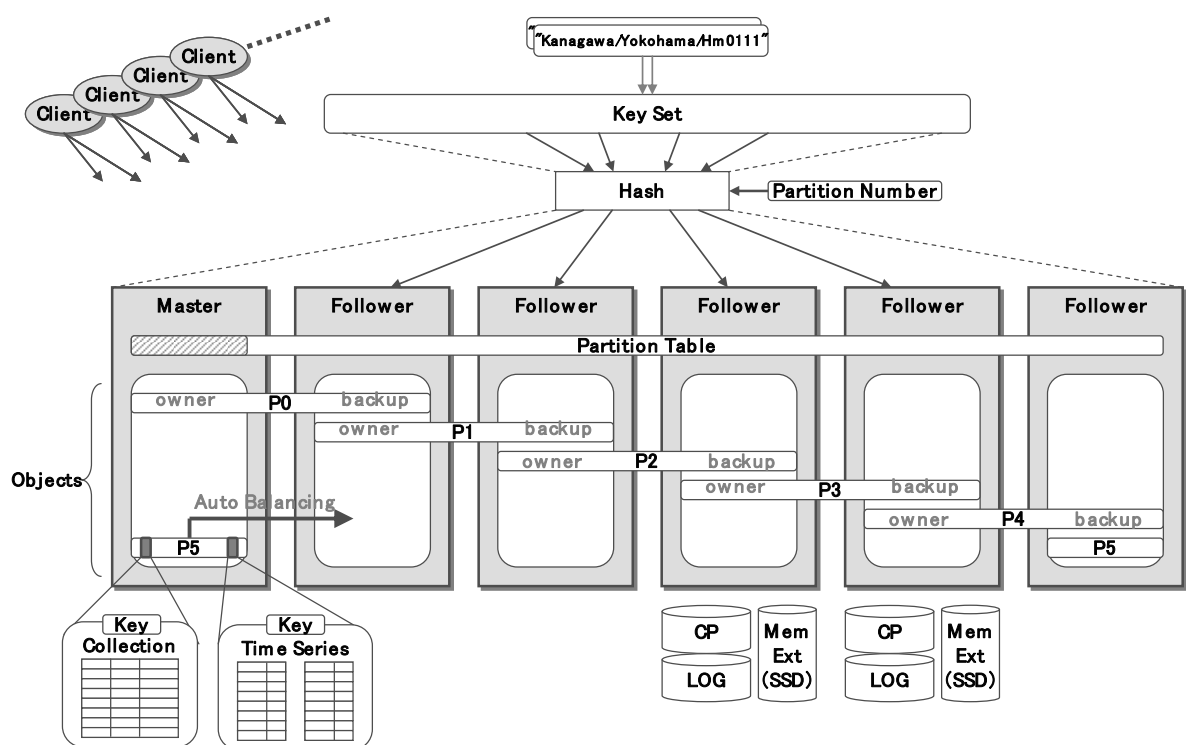 Client
Client
Client
Client
"
"Kanagawa/Yokohama/Hm0111"
Key Set
Hash
Partition Number
Master
Follower
Follower
Follower
Follower
Follower
Partition Table
Objects
owner P0 backup
owner P1 backup
owner P2 backup
owner P3 backup
owner P4 backup
Auto Balancing
P5
P5
Key
Collection
Key
Time Series
CP
LOG
Mem
Ext
(SSD)
CP
LOG
Mem
Ext
(SSD)